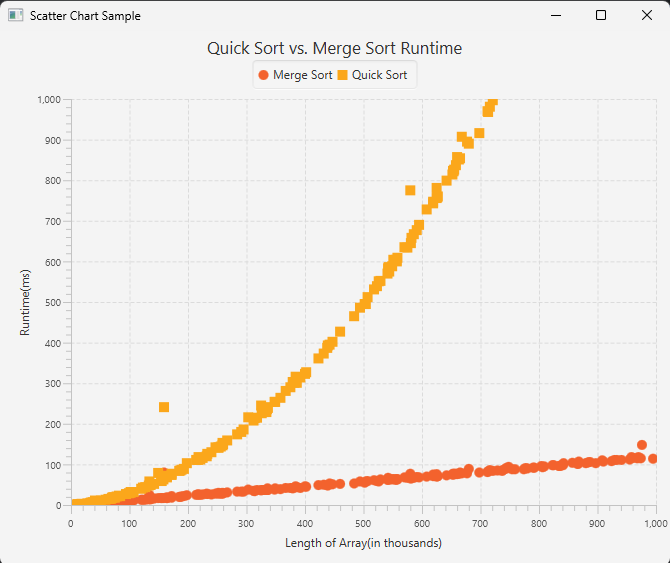 Scatter Chart Sample
Quick Sort vs. Merge Sort Runtime
Merge Sort Quick Sort
1,000
900
800
700
600
500
400
300
200
100
0
Runtime(ms)
0 100 200 300 400 500 600 700 800 900 1,000
Length of Array(in thousands)